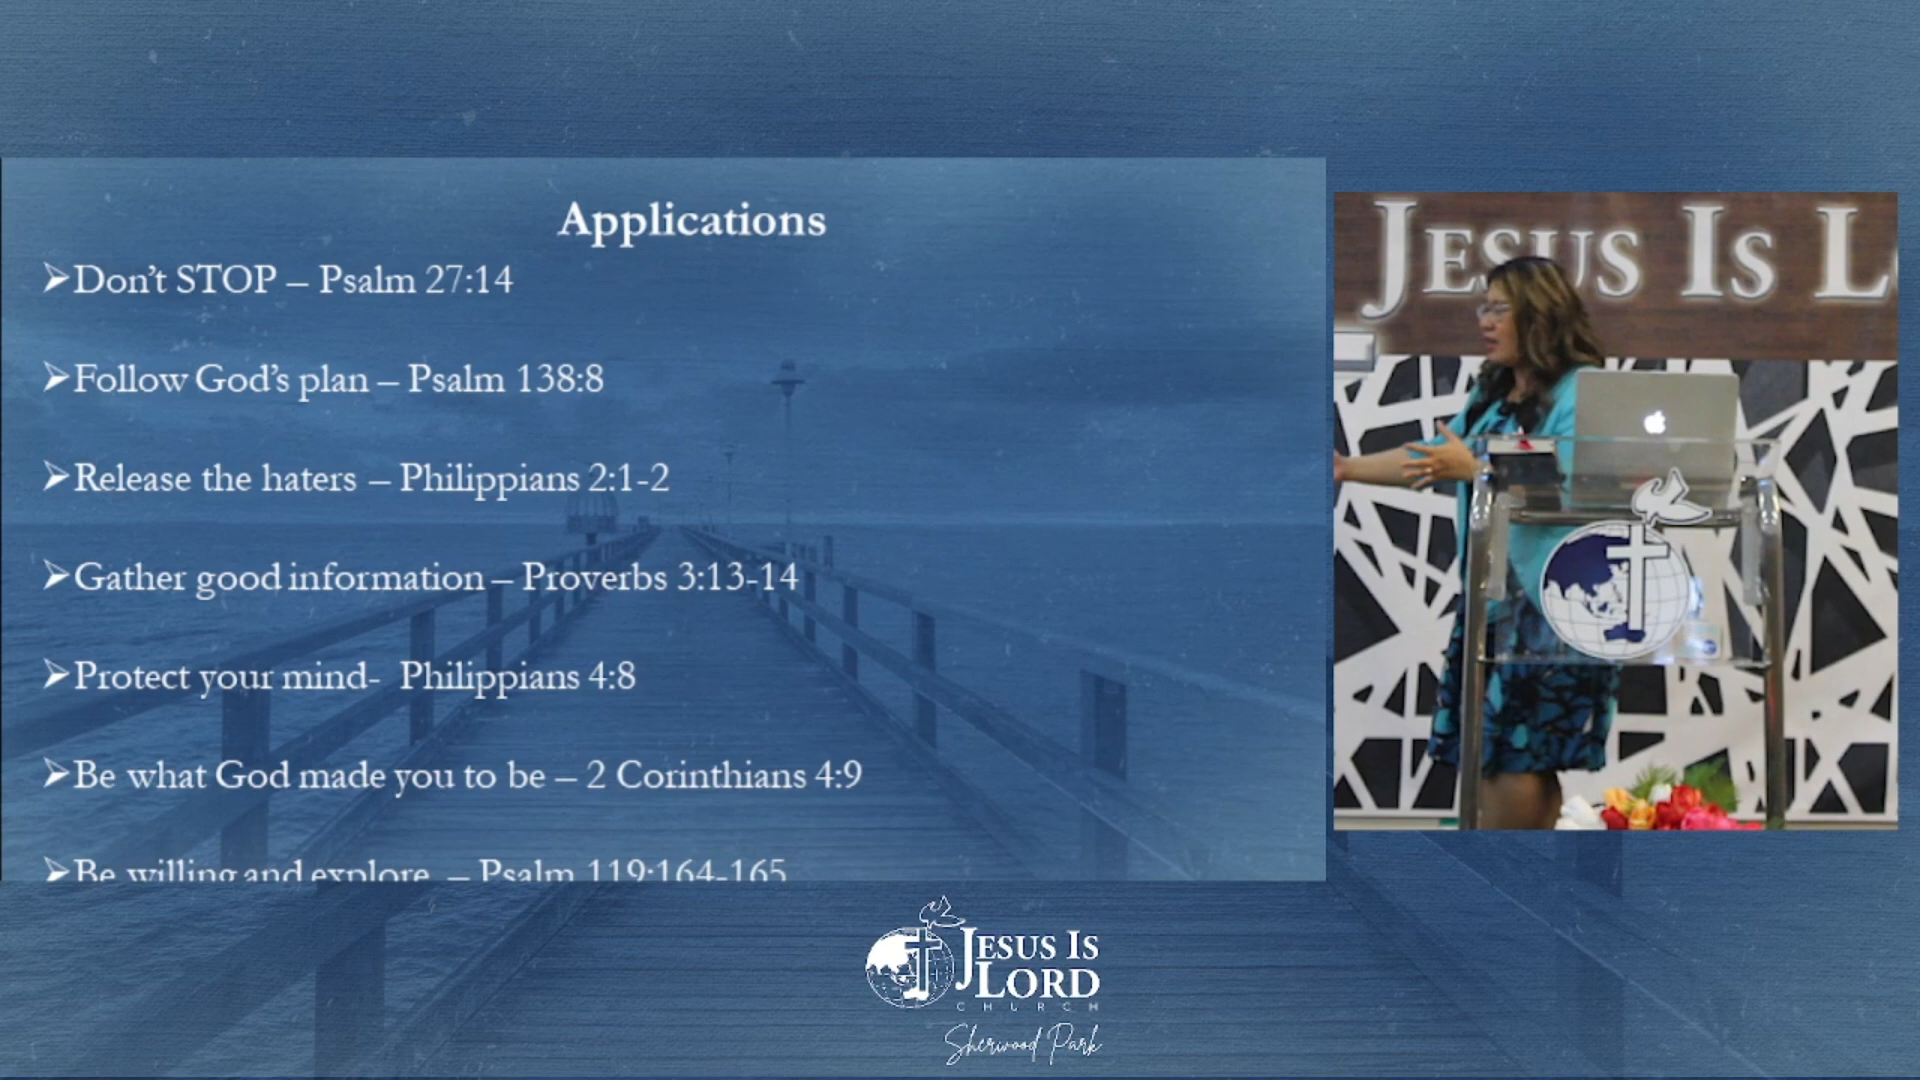 Applications
➢Don't STOP – Psalm 27:14
➢Follow God's plan – Psalm 138:8
➢Release the haters – Philippians 2:1-2
➢Gather good information – Proverbs 3:13-14
➢Protect your mind- Philippians 4:8
➢Be what God made you to be – 2 Corinthians 4:9
➢Be willing and explore – Psalm 119:164-165
JESUS IS L
JESUS IS
LORD
CHURCH
Sherwood Park